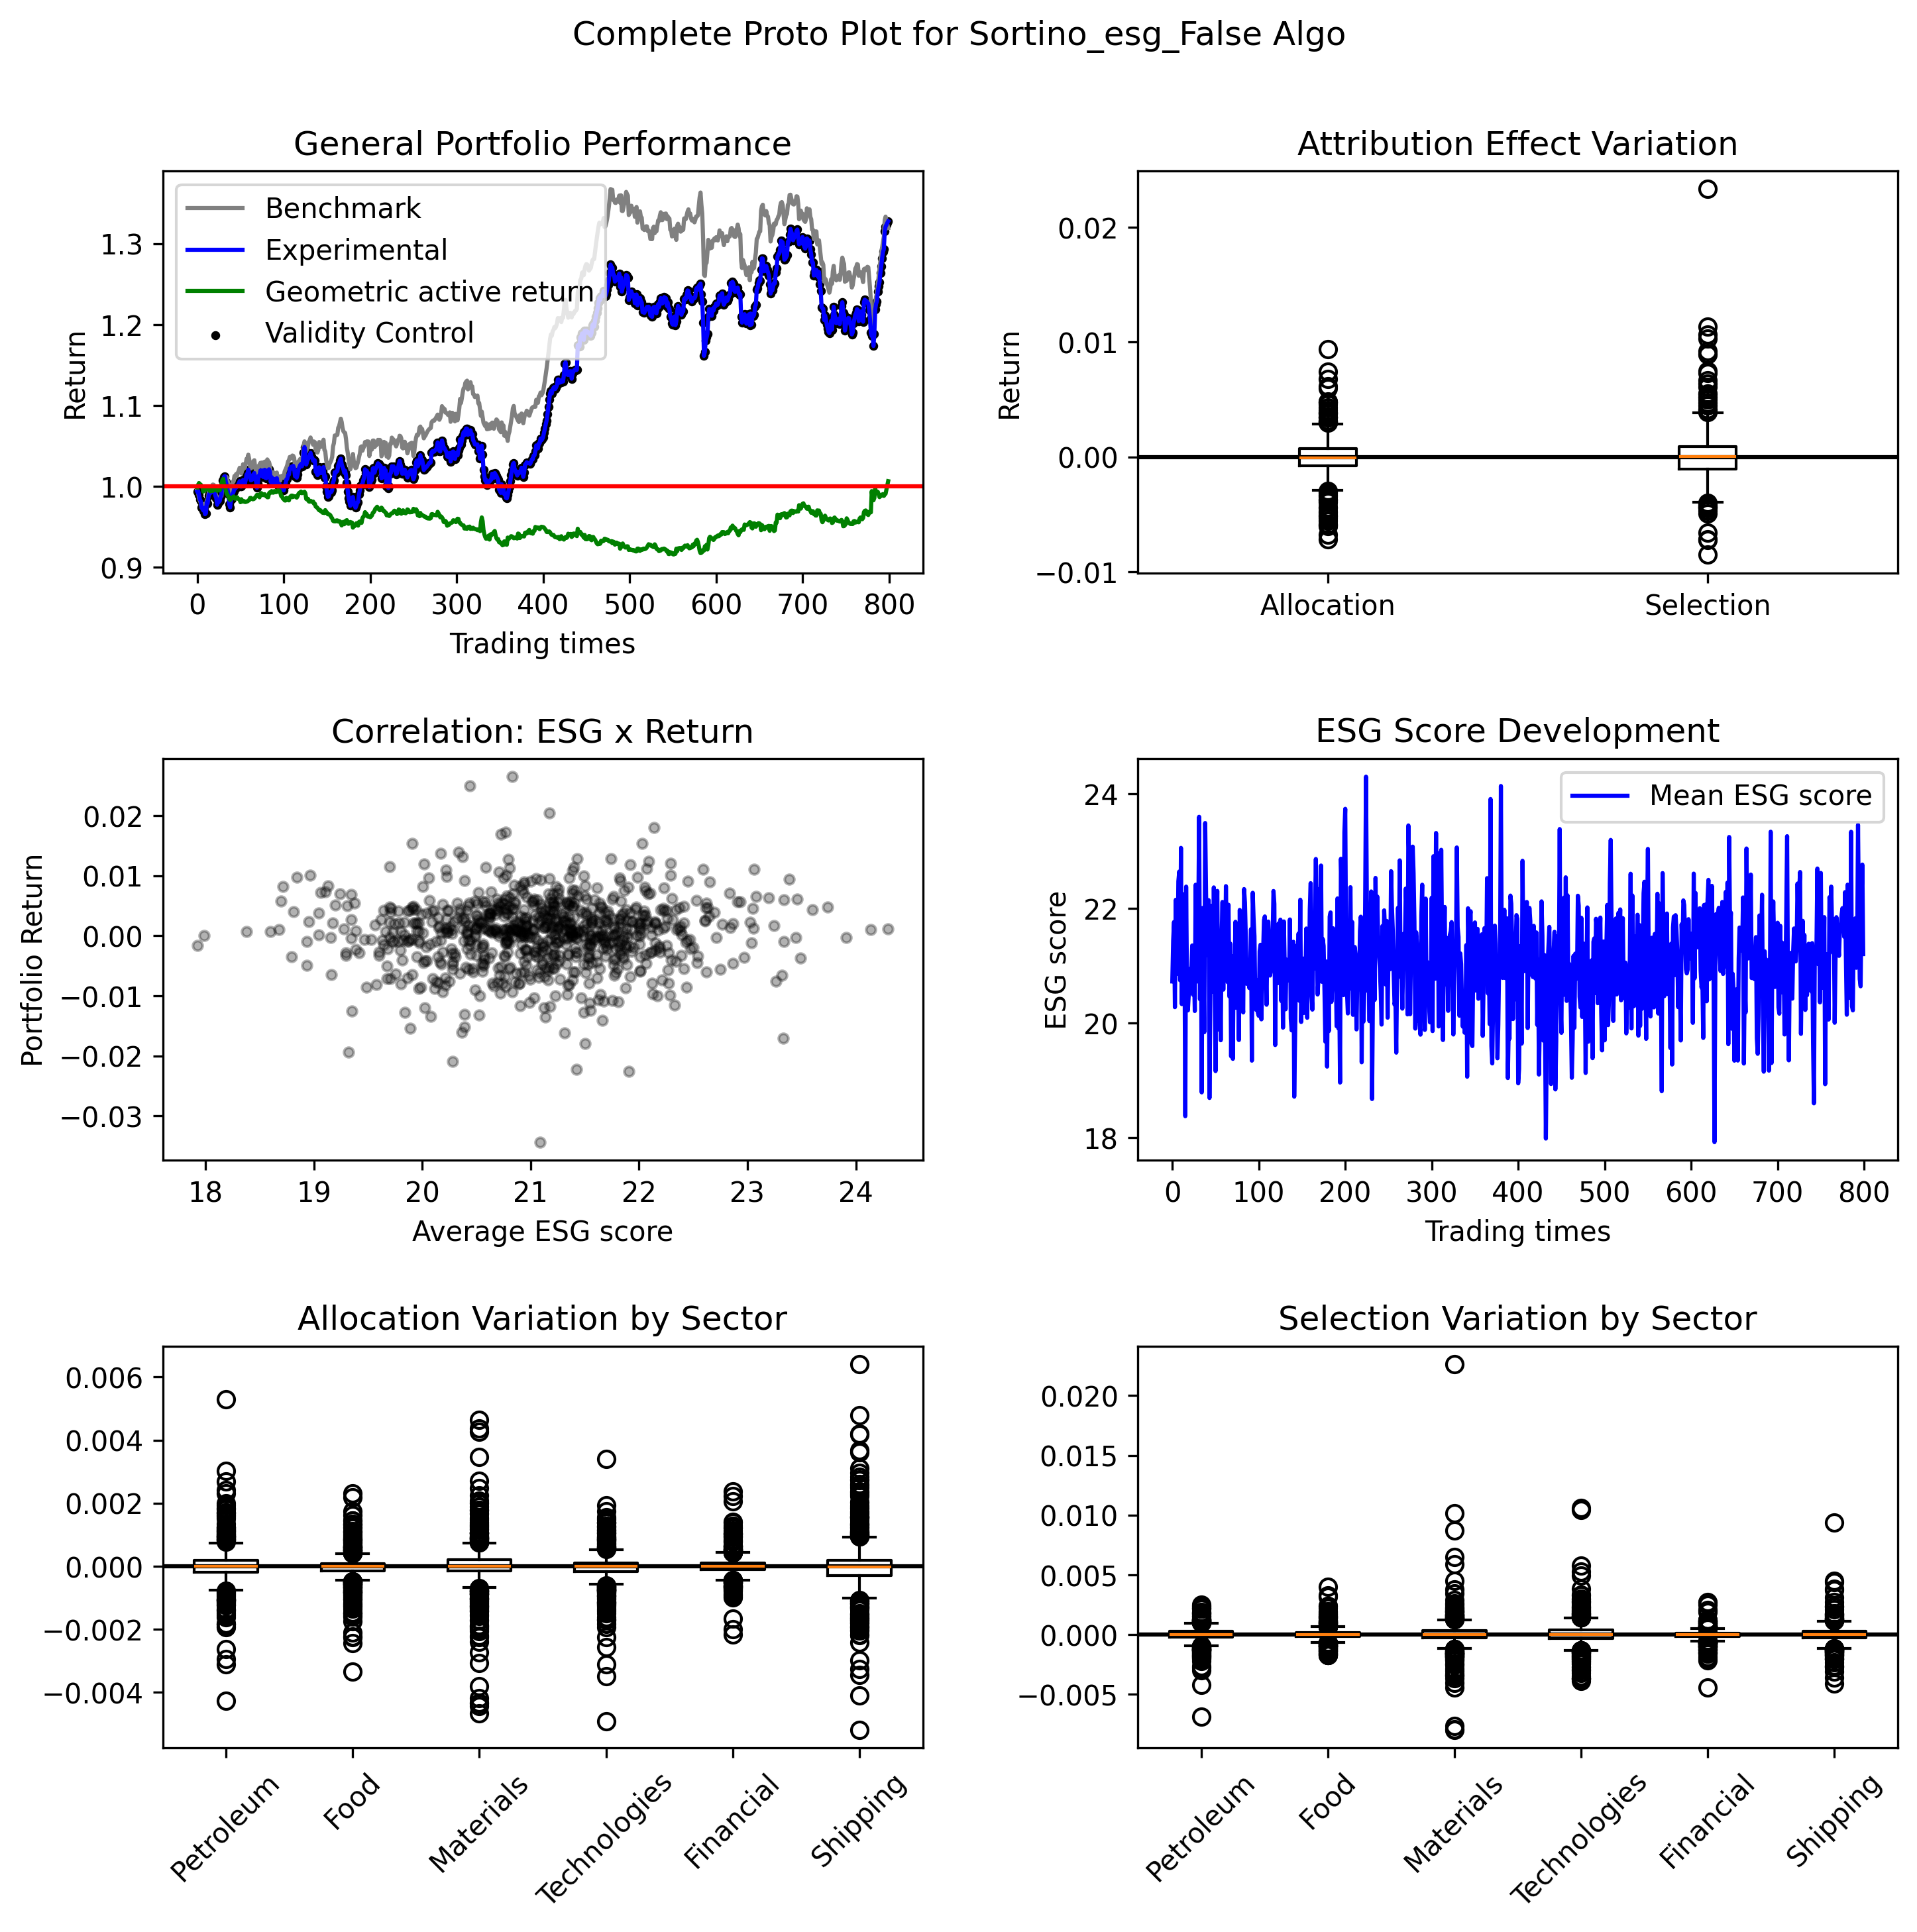 Complete Proto Plot for Sortino_esg_False Algo
General Portfolio Performance
Benchmark
Experimental
Geometric active return
Validity Control
1.3
1.2
1.1
1.0
0.9
Return
0 100 200 300 400 500 600 700 800
Trading times
Attribution Effect Variation
0.02
0.01
0.00
−0.01
Return
Allocation Selection
Correlation: ESG x Return
0.02
0.01
0.00
−0.01
−0.02
−0.03
Portfolio Return
18 19 20 21 22 23 24
Average ESG score
ESG Score Development
Mean ESG score
24
22
20
18
ESG score
0 100 200 300 400 500 600 700 800
Trading times
Allocation Variation by Sector
0.006
0.004
0.002
0.000
−0.002
−0.004
Petroleum
Food
Materials
Technologies
Financial
Shipping
Selection Variation by Sector
0.020
0.015
0.010
0.005
0.000
−0.005
Petroleum
Food
Materials
Technologies
Financial
Shipping